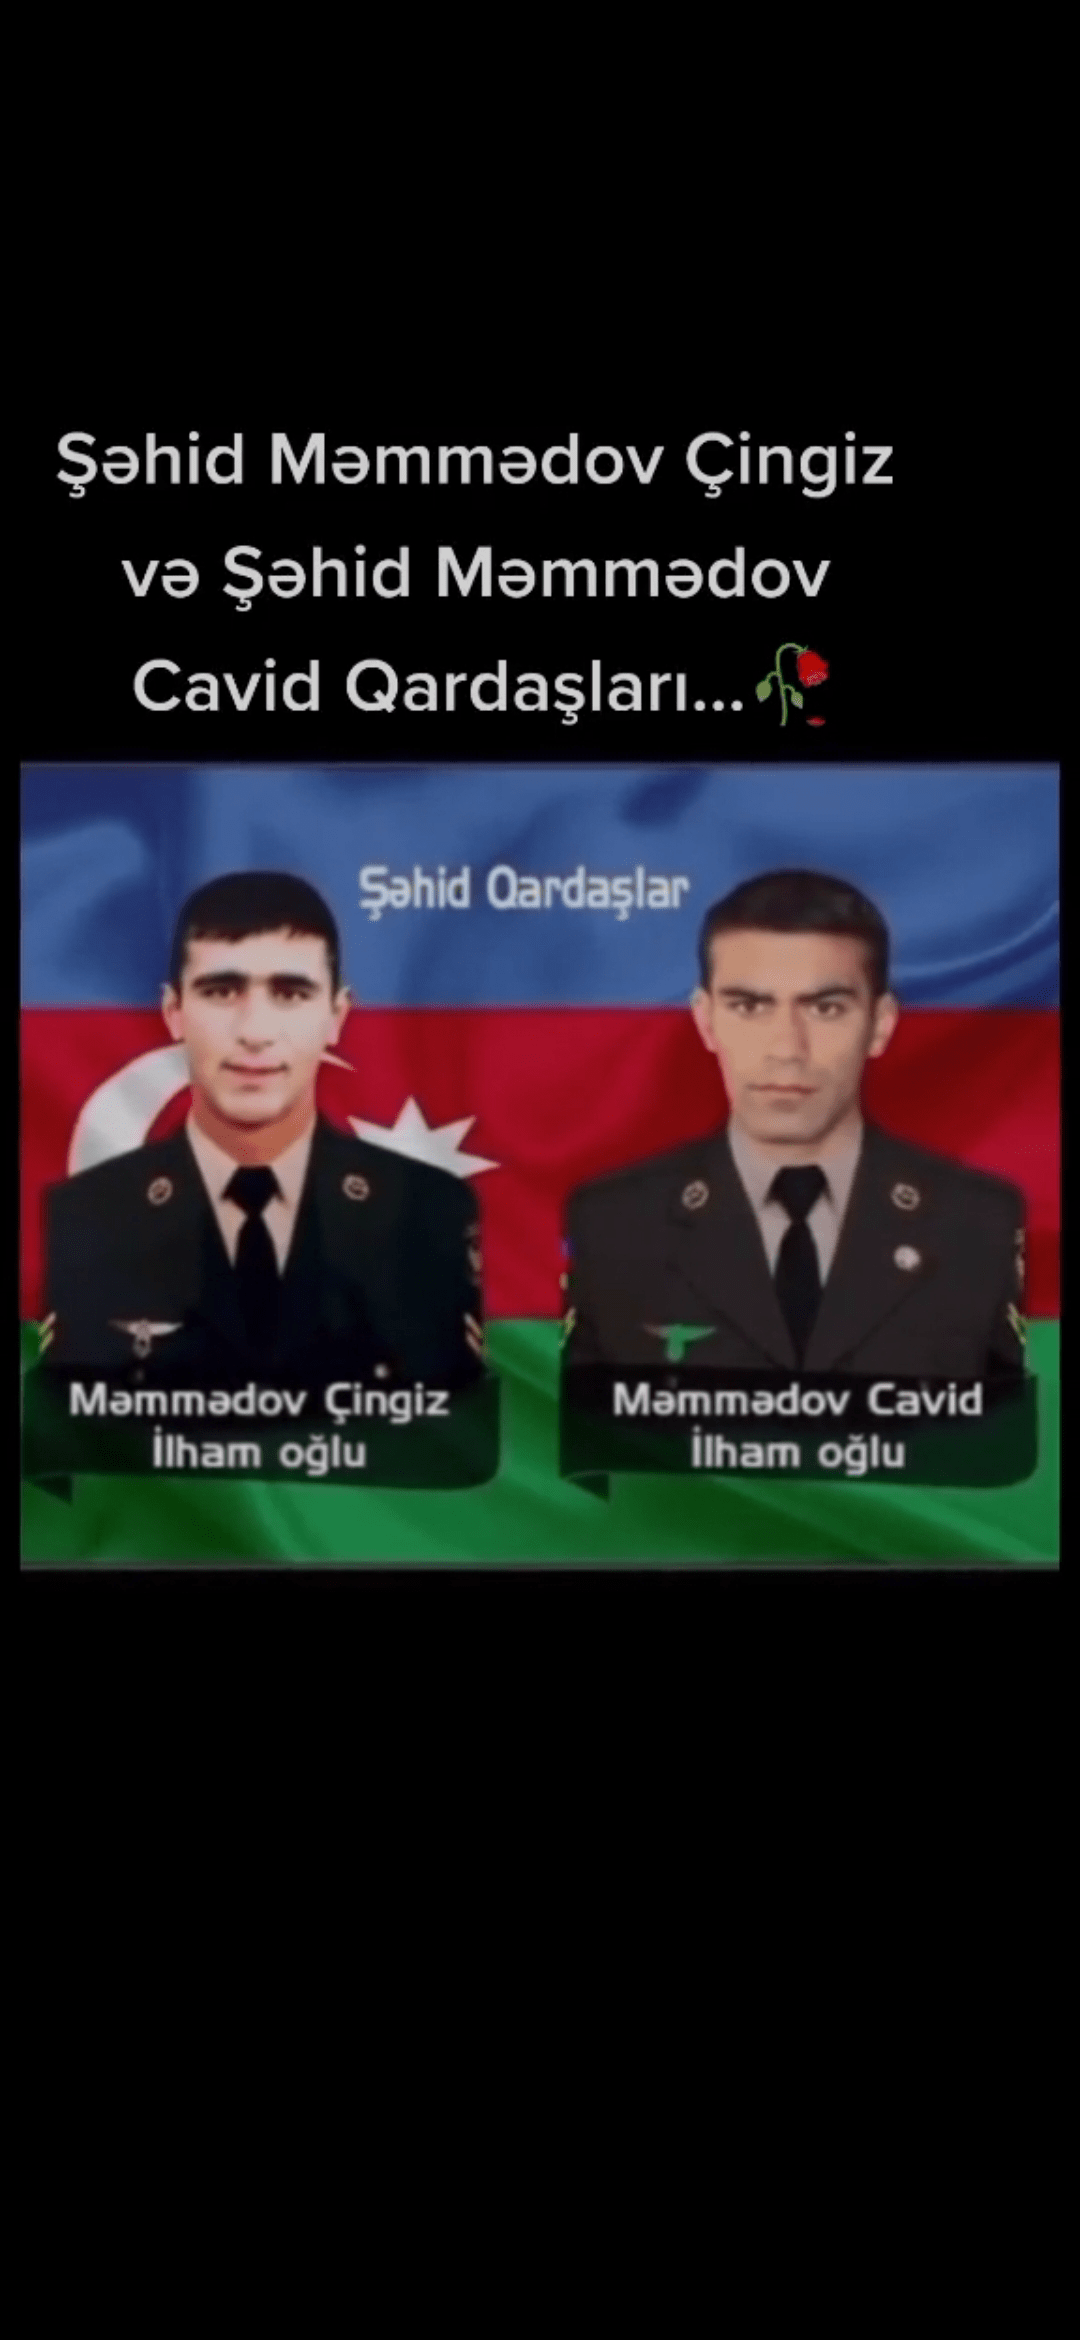 Şəhid Məmmədov Çingiz
və Şəhid Məmmədov
Cavid Qardaşları...🥀
Şəhid Qardaşlar
Məmmədov Çingiz
İlham oğlu
Məmmədov Cavid
İlham oğlu